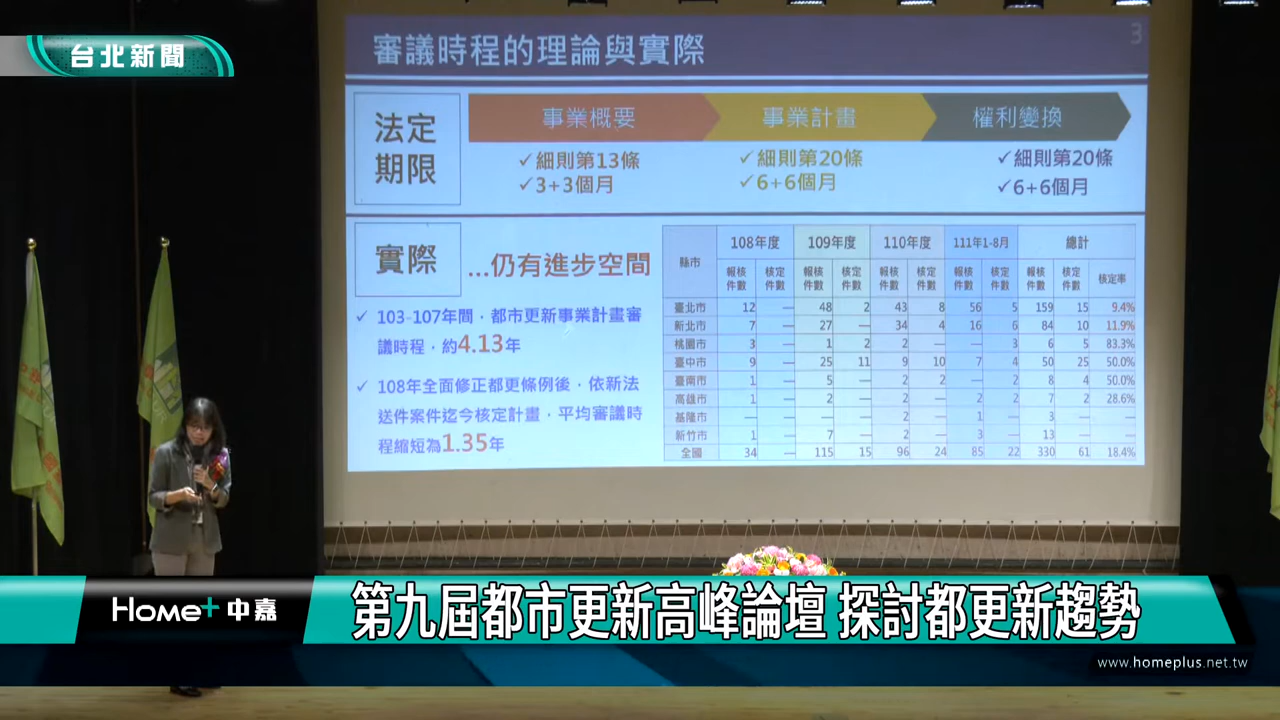 台北新聞
審議時程的理論與實際
3
法定
期限
事業概要
事業計畫
權利變換
✓細則第13條
✓3+3個月
✓細則第20條
✓6+6個月
✓細則第20條
✓6+6個月
實際
...仍有進步空間
✓ 103-107年間，都市更新事業計畫審
議時程，約4.13年
✓ 108年全面修正都更條例後，依新法
送件案件迄今核定計畫，平均審議時
程縮短為1.35年
縣市 108年度 109年度 110年度 111年1-8月 總計
報核件數 核定件數 報核件數 核定件數 報核件數 核定件數 報核件數 核定件數 報核件數 核定件數 核定率
臺北市 12 — 48 2 43 8 56 5 159 15 9.4%
新北市 7 — 27 — 34 4 16 6 84 10 11.9%
桃園市 3 — 1 2 2 — — 3 6 5 83.3%
臺中市 9 — 25 11 9 10 7 4 50 25 50.0%
臺南市 1 — 5 — 2 2 — 2 8 4 50.0%
高雄市 1 — 2 — 2 — 2 2 7 2 28.6%
基隆市 — — — — 2 — 1 — 3 — —
新竹市 1 — 7 — 2 — 3 — 13 — —
全國 34 — 115 15 96 24 85 22 330 61 18.4%
Home+ 中嘉
第九屆都市更新高峰論壇 探討都更新趨勢
www.homeplus.net.tw